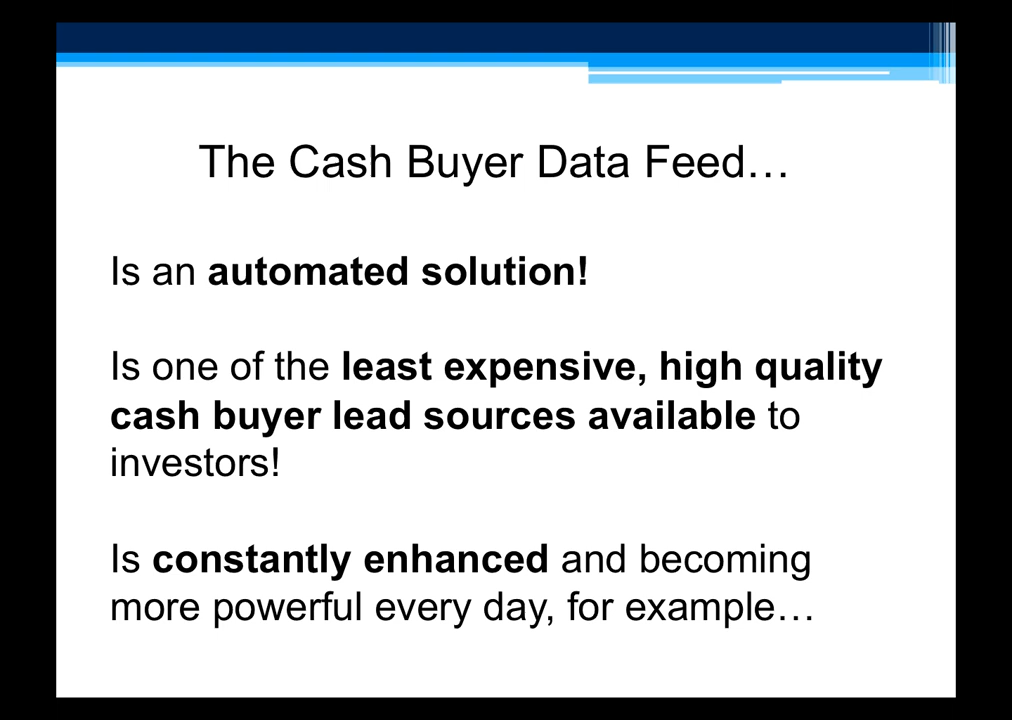 The Cash Buyer Data Feed…
Is an automated solution!
Is one of the least expensive, high quality
cash buyer lead sources available to
investors!
Is constantly enhanced and becoming
more powerful every day, for example…